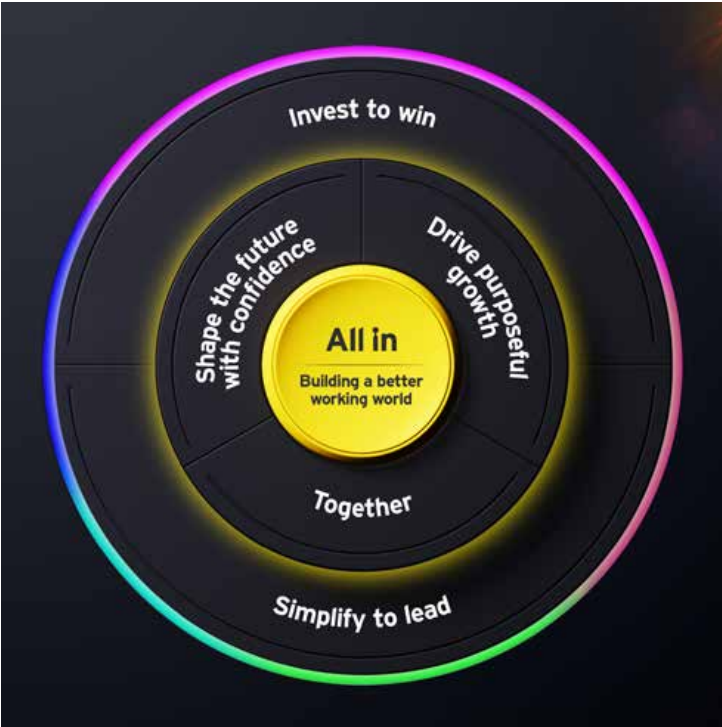 Invest to win
Shape the future
with confidence
Drive purposeful
growth
All in
Building a better
working world
Together
Simplify to lead